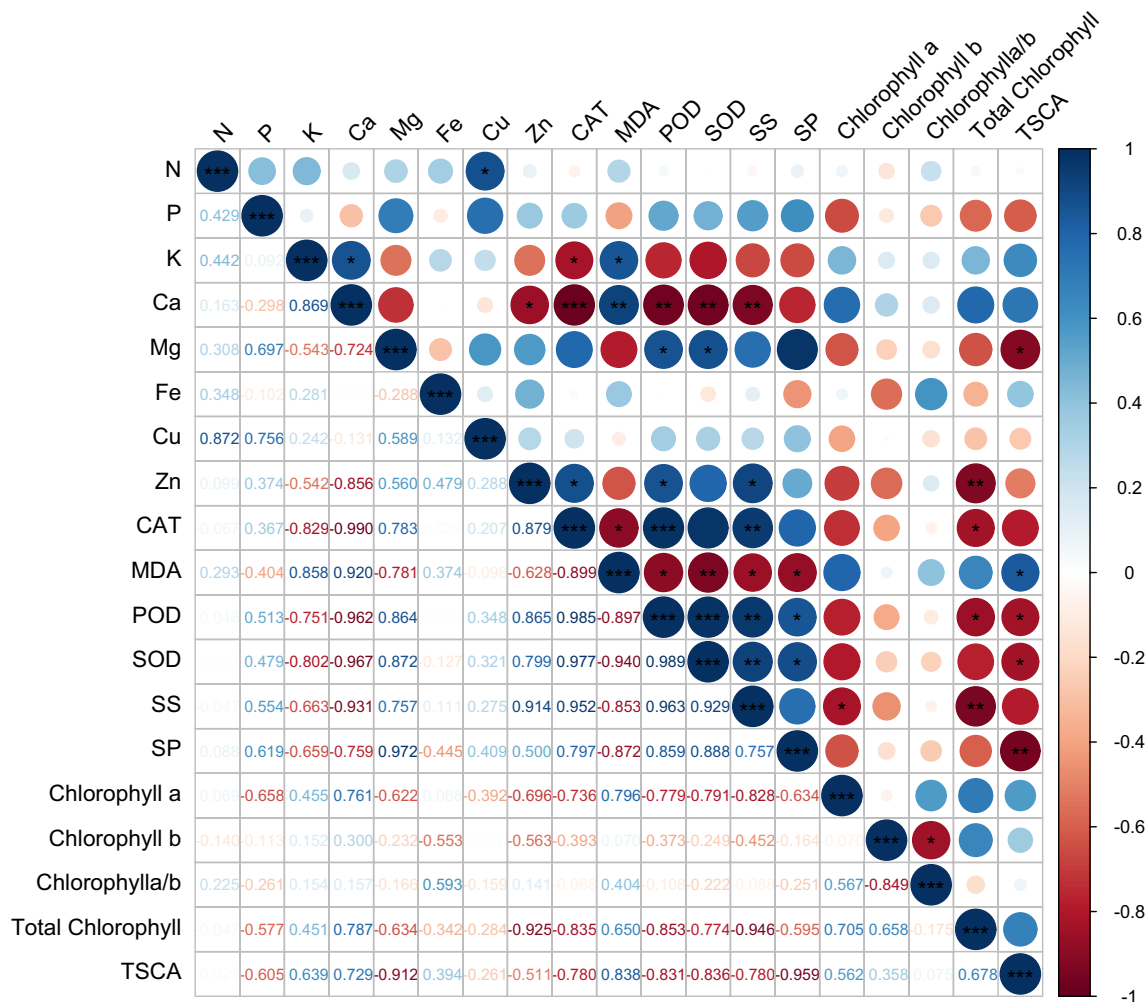 N P K Ca Mg Fe Cu Zn CAT MDA POD SOD SS SP Chlorophyll a Chlorophyll b Chlorophylla/b Total Chlorophyll TSCA
N *** *
P 0.429 ***
K 0.442 0.092 *** * * *
Ca 0.163 -0.298 0.869 *** * *** ** ** ** **
Mg 0.308 0.697 -0.543 -0.724 *** * * *
Fe 0.348 -0.102 0.281 -0.288 ***
Cu 0.872 0.756 0.242 -0.131 0.589 0.132 ***
Zn 0.099 0.374 -0.542 -0.856 0.560 0.479 0.288 *** * * * **
CAT 0.367 -0.829 -0.990 0.783 0.207 0.879 *** * *** ** *
MDA 0.293 -0.404 0.858 0.920 -0.781 0.374 -0.098 -0.628 -0.899 *** * ** * * *
POD 0.513 -0.751 -0.962 0.864 0.348 0.865 0.985 -0.897 *** *** ** * * *
SOD 0.479 -0.802 -0.967 0.872 -0.127 0.321 0.799 0.977 -0.940 0.989 *** ** * *
SS 0.554 -0.663 -0.931 0.757 0.111 0.275 0.914 0.952 -0.853 0.963 0.929 *** * **
SP 0.088 0.619 -0.659 -0.759 0.972 -0.445 0.409 0.500 0.797 -0.872 0.859 0.888 0.757 *** **
Chlorophyll a 0.069 -0.658 0.455 0.761 -0.622 0.068 -0.392 -0.696 -0.736 0.796 -0.779 -0.791 -0.828 -0.634 ***
Chlorophyll b -0.140 -0.113 0.152 0.300 -0.232 -0.553 -0.563 -0.393 0.070 -0.373 -0.249 -0.452 -0.164 *** *
Chlorophylla/b 0.225 -0.261 0.154 0.157 -0.166 0.593 -0.159 0.141 -0.068 0.404 -0.108 -0.222 -0.068 -0.251 0.567 -0.849 ***
Total Chlorophyll -0.577 0.451 0.787 -0.634 -0.342 -0.284 -0.925 -0.835 0.650 -0.853 -0.774 -0.946 -0.595 0.705 0.658 -0.175 ***
TSCA -0.605 0.639 0.729 -0.912 0.394 -0.261 -0.511 -0.780 0.838 -0.831 -0.836 -0.780 -0.959 0.562 0.358 0.075 0.678 ***
1
0.8
0.6
0.4
0.2
0
-0.2
-0.4
-0.6
-0.8
-1